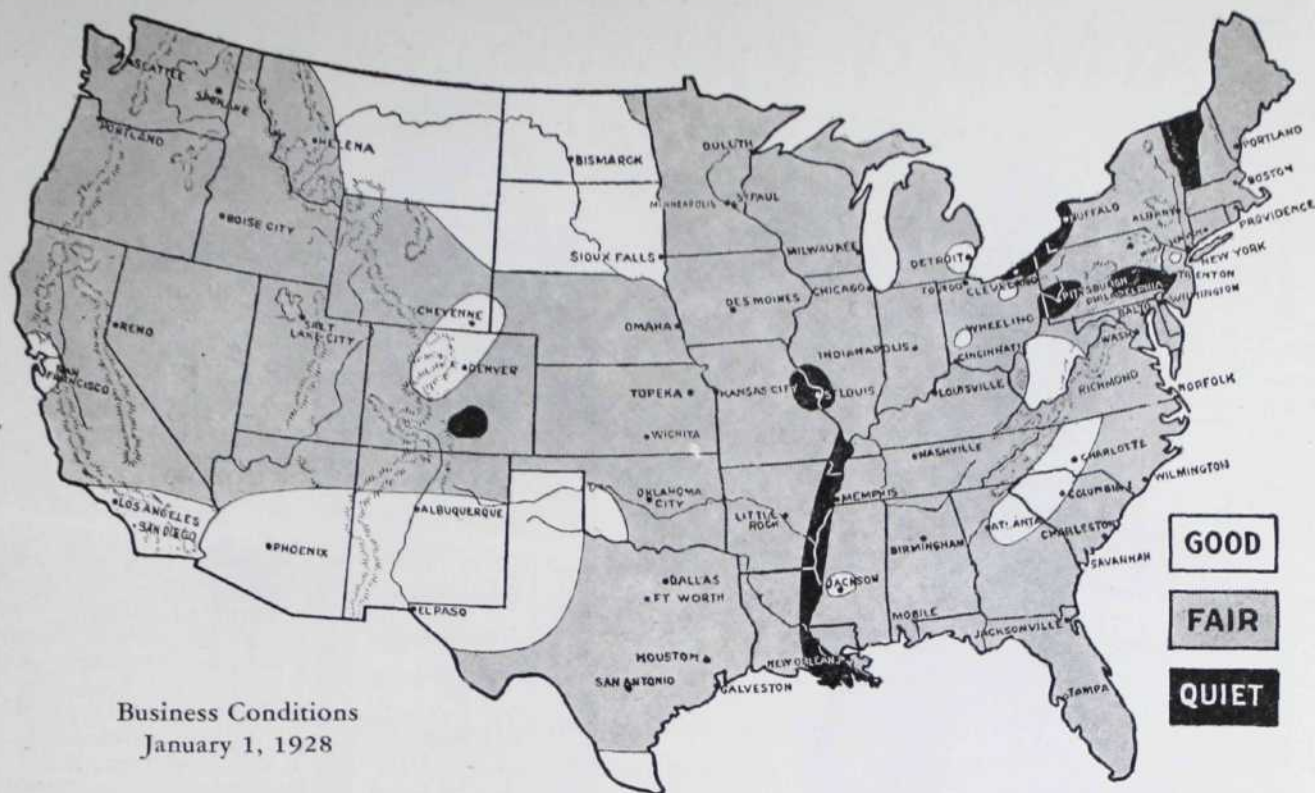 SEATTLE
SPOKANE
PORTLAND
HELENA
BISMARCK
DULUTH
MINNEAPOLIS
ST PAUL
PORTLAND
BOSTON
BOISE CITY
SIOUX FALLS
MILWAUKEE
DETROIT
BUFFALO
ALBANY
PROVIDENCE
NEW YORK
CHEYENNE
DES MOINES
CHICAGO
TOLEDO
CLEVELAND
PITTSBURGH
PHILADELPHIA
TRENTON
WILMINGTON
RENO
SALT
LAKE CITY
OMAHA
INDIANAPOLIS
WHEELING
CINCINNATI
WASH
SAN
FRANCISCO
DENVER
TOPEKA
KANSAS CITY
ST LOUIS
LOUISVILLE
RICHMOND
NORFOLK
WICHITA
NASHVILLE
CHARLOTTE
LOS ANGELES
SAN DIEGO
ALBUQUERQUE
OKLAHOMA
CITY
LITTLE
ROCK
MEMPHIS
COLUMBIA
WILMINGTON
PHOENIX
BIRMINGHAM
ATLANTA
CHARLESTON
SAVANNAH
EL PASO
DALLAS
FT WORTH
JACKSON
MOBILE
JACKSONVILLE
HOUSTON
NEW ORLEANS
SAN ANTONIO
GALVESTON
TAMPA
GOOD
FAIR
QUIET
Business Conditions
January 1, 1928